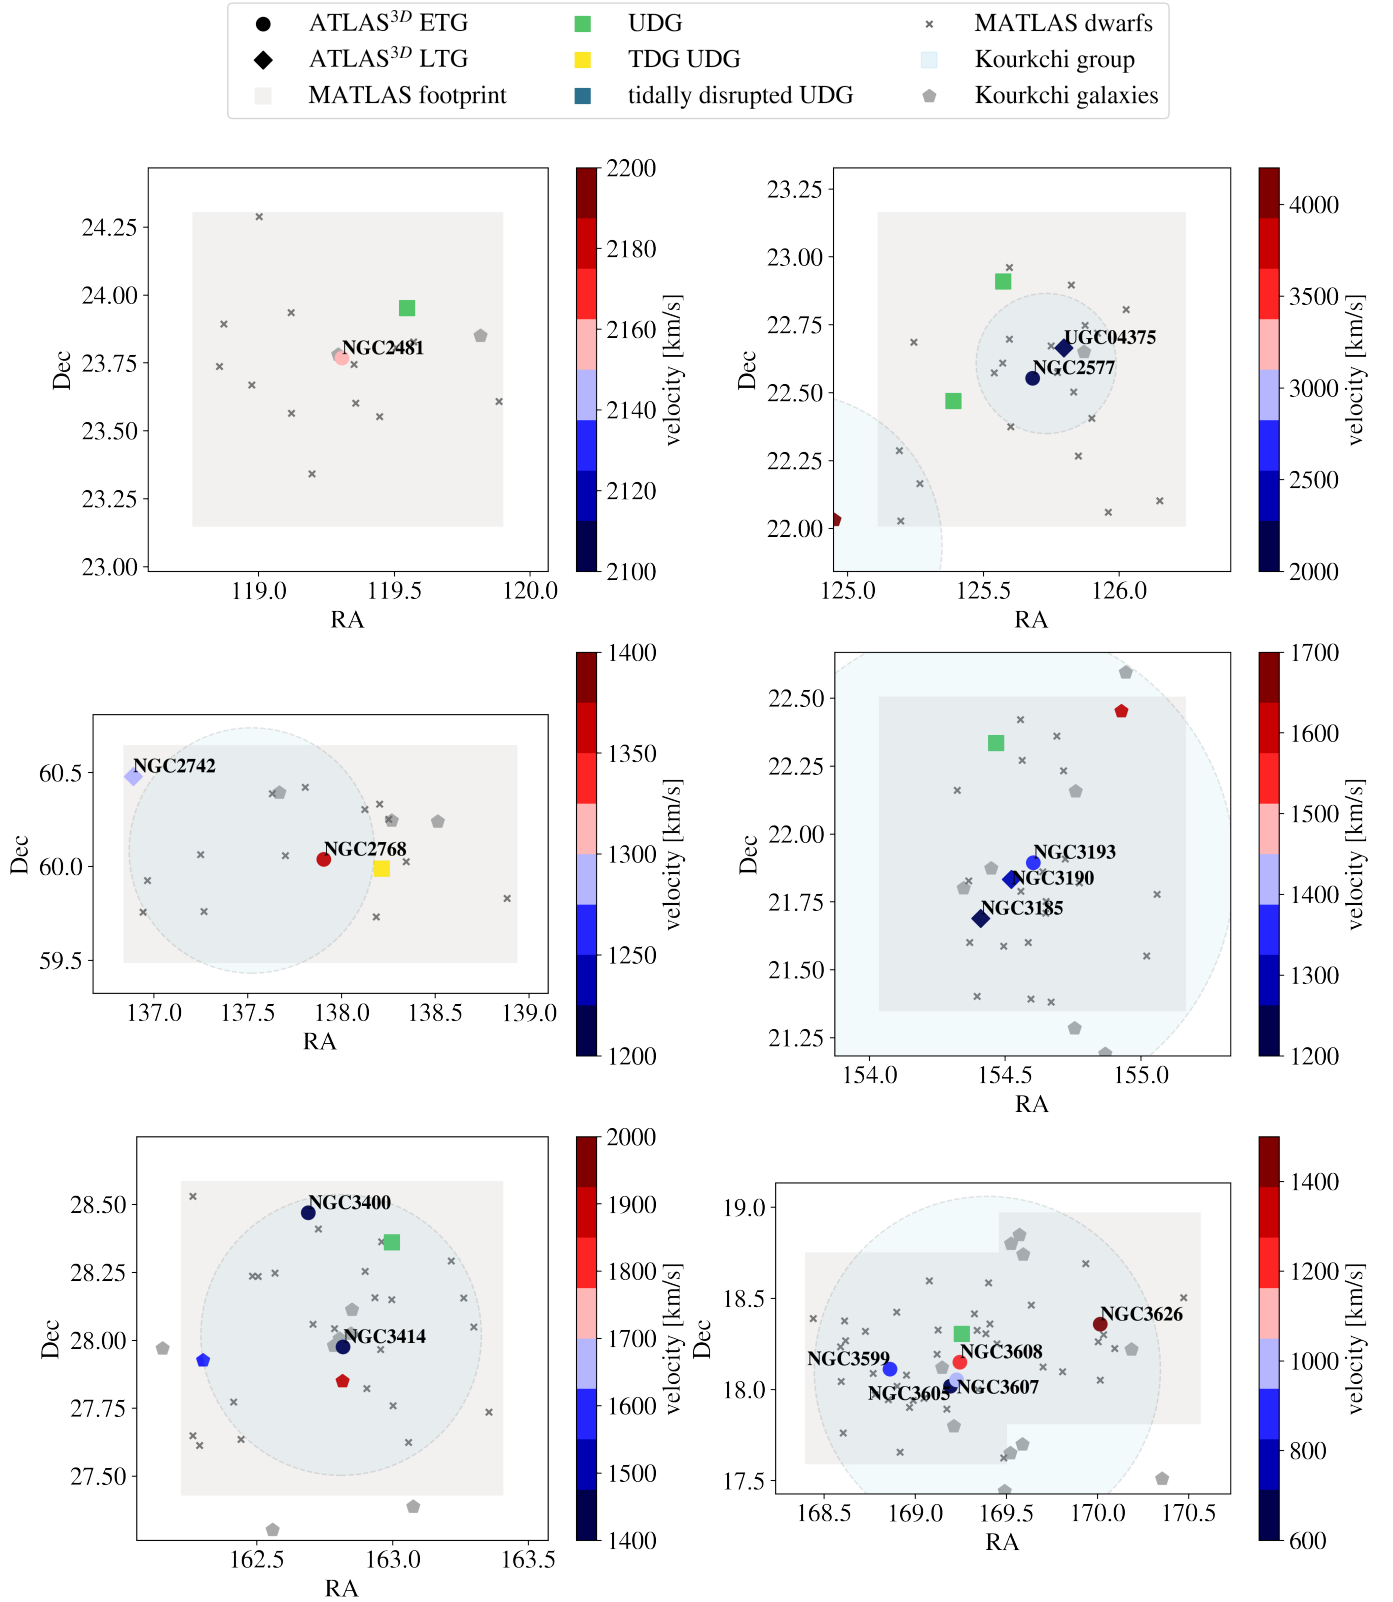 ATLAS3D ETG
UDG
MATLAS dwarfs
ATLAS3D LTG
TDG UDG
Kourkchi group
MATLAS footprint
tidally disrupted UDG
Kourkchi galaxies
24.25
24.00
23.75
23.50
23.25
23.00
Dec
119.0 119.5 120.0
RA
NGC2481
2200
2180
2160
2140
2120
2100
velocity [km/s]
23.25
23.00
22.75
22.50
22.25
22.00
Dec
125.0 125.5 126.0
RA
UGC04375
NGC2577
4000
3500
3000
2500
2000
velocity [km/s]
60.5
60.0
59.5
Dec
137.0 137.5 138.0 138.5 139.0
RA
NGC2742
NGC2768
1400
1350
1300
1250
1200
velocity [km/s]
22.50
22.25
22.00
21.75
21.50
21.25
Dec
154.0 154.5 155.0
RA
NGC3193
NGC3190
NGC3185
1700
1600
1500
1400
1300
1200
velocity [km/s]
28.50
28.25
28.00
27.75
27.50
Dec
162.5 163.0 163.5
RA
NGC3400
NGC3414
2000
1900
1800
1700
1600
1500
1400
velocity [km/s]
19.0
18.5
18.0
17.5
Dec
168.5 169.0 169.5 170.0 170.5
RA
NGC3626
NGC3608
NGC3599
NGC3607
NGC3605
1400
1200
1000
800
600
velocity [km/s]